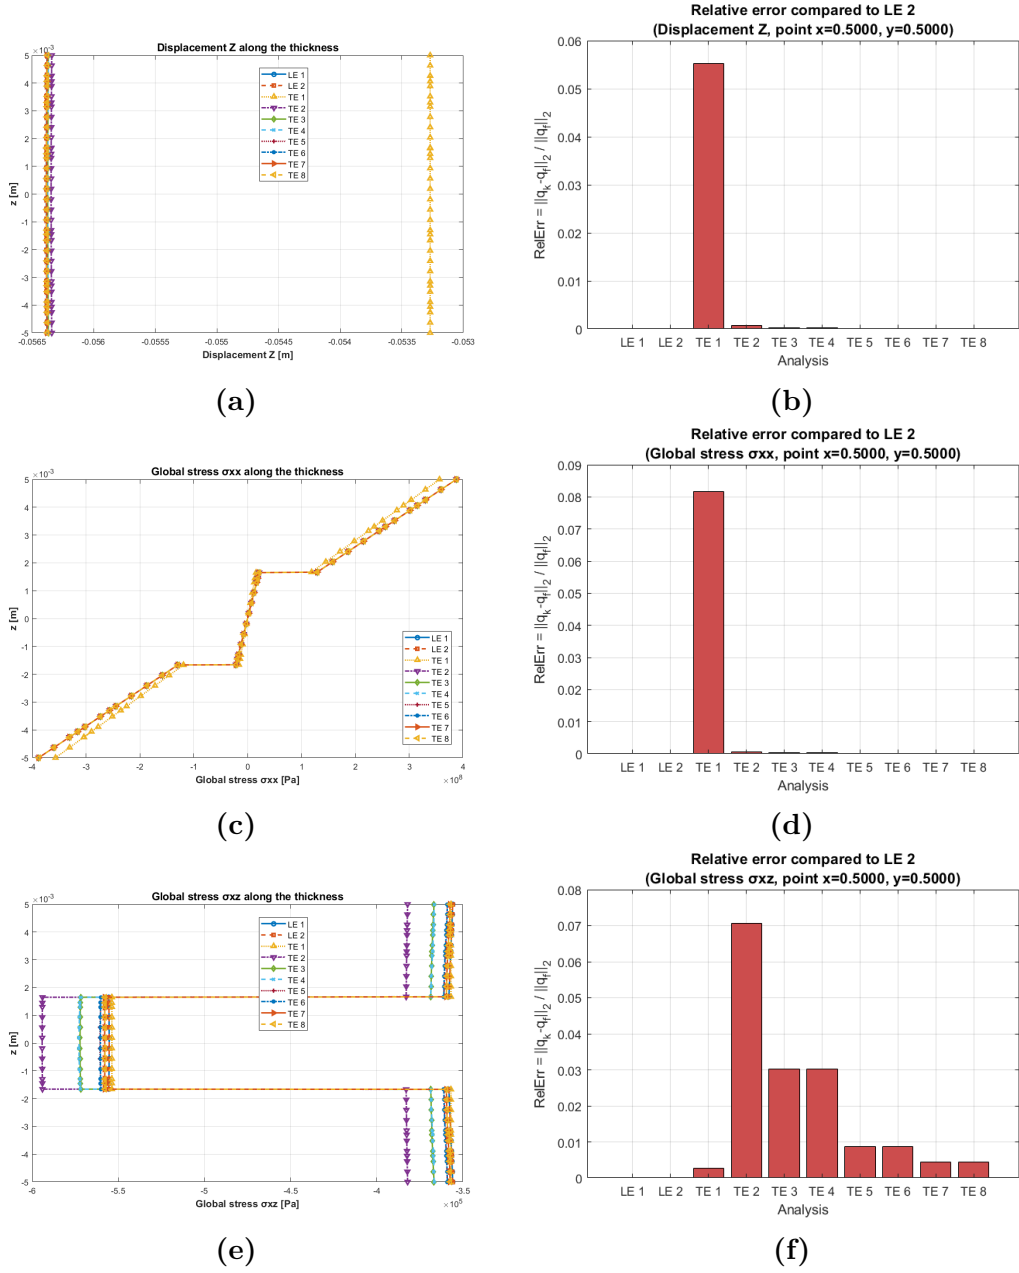 Displacement Z along the thickness
×10⁻³
5
4
3
2
1
0
-1
-2
-3
-4
-5
z [m]
-0.0565 -0.056 -0.0555 -0.055 -0.0545 -0.054 -0.0535 -0.053
Displacement Z [m]
LE 1
LE 2
TE 1
TE 2
TE 3
TE 4
TE 5
TE 6
TE 7
TE 8
(a)
Relative error compared to LE 2
(Displacement Z, point x=0.5000, y=0.5000)
0.06
0.05
0.04
0.03
0.02
0.01
0
RelErr = ||q_k-q_f||_2 / ||q_f||_2
LE 1 LE 2 TE 1 TE 2 TE 3 TE 4 TE 5 TE 6 TE 7 TE 8
Analysis
(b)
Global stress σxx along the thickness
×10⁻³
5
4
3
2
1
0
-1
-2
-3
-4
-5
z [m]
-4 -3 -2 -1 0 1 2 3 4
×10⁸
Global stress σxx [Pa]
LE 1
LE 2
TE 1
TE 2
TE 3
TE 4
TE 5
TE 6
TE 7
TE 8
(c)
Relative error compared to LE 2
(Global stress σxx, point x=0.5000, y=0.5000)
0.09
0.08
0.07
0.06
0.05
0.04
0.03
0.02
0.01
0
RelErr = ||q_k-q_f||_2 / ||q_f||_2
LE 1 LE 2 TE 1 TE 2 TE 3 TE 4 TE 5 TE 6 TE 7 TE 8
Analysis
(d)
Global stress σxz along the thickness
×10⁻³
5
4
3
2
1
0
-1
-2
-3
-4
-5
z [m]
-6 -5.5 -5 -4.5 -4 -3.5
×10⁵
Global stress σxz [Pa]
LE 1
LE 2
TE 1
TE 2
TE 3
TE 4
TE 5
TE 6
TE 7
TE 8
(e)
Relative error compared to LE 2
(Global stress σxz, point x=0.5000, y=0.5000)
0.08
0.07
0.06
0.05
0.04
0.03
0.02
0.01
0
RelErr = ||q_k-q_f||_2 / ||q_f||_2
LE 1 LE 2 TE 1 TE 2 TE 3 TE 4 TE 5 TE 6 TE 7 TE 8
Analysis
(f)